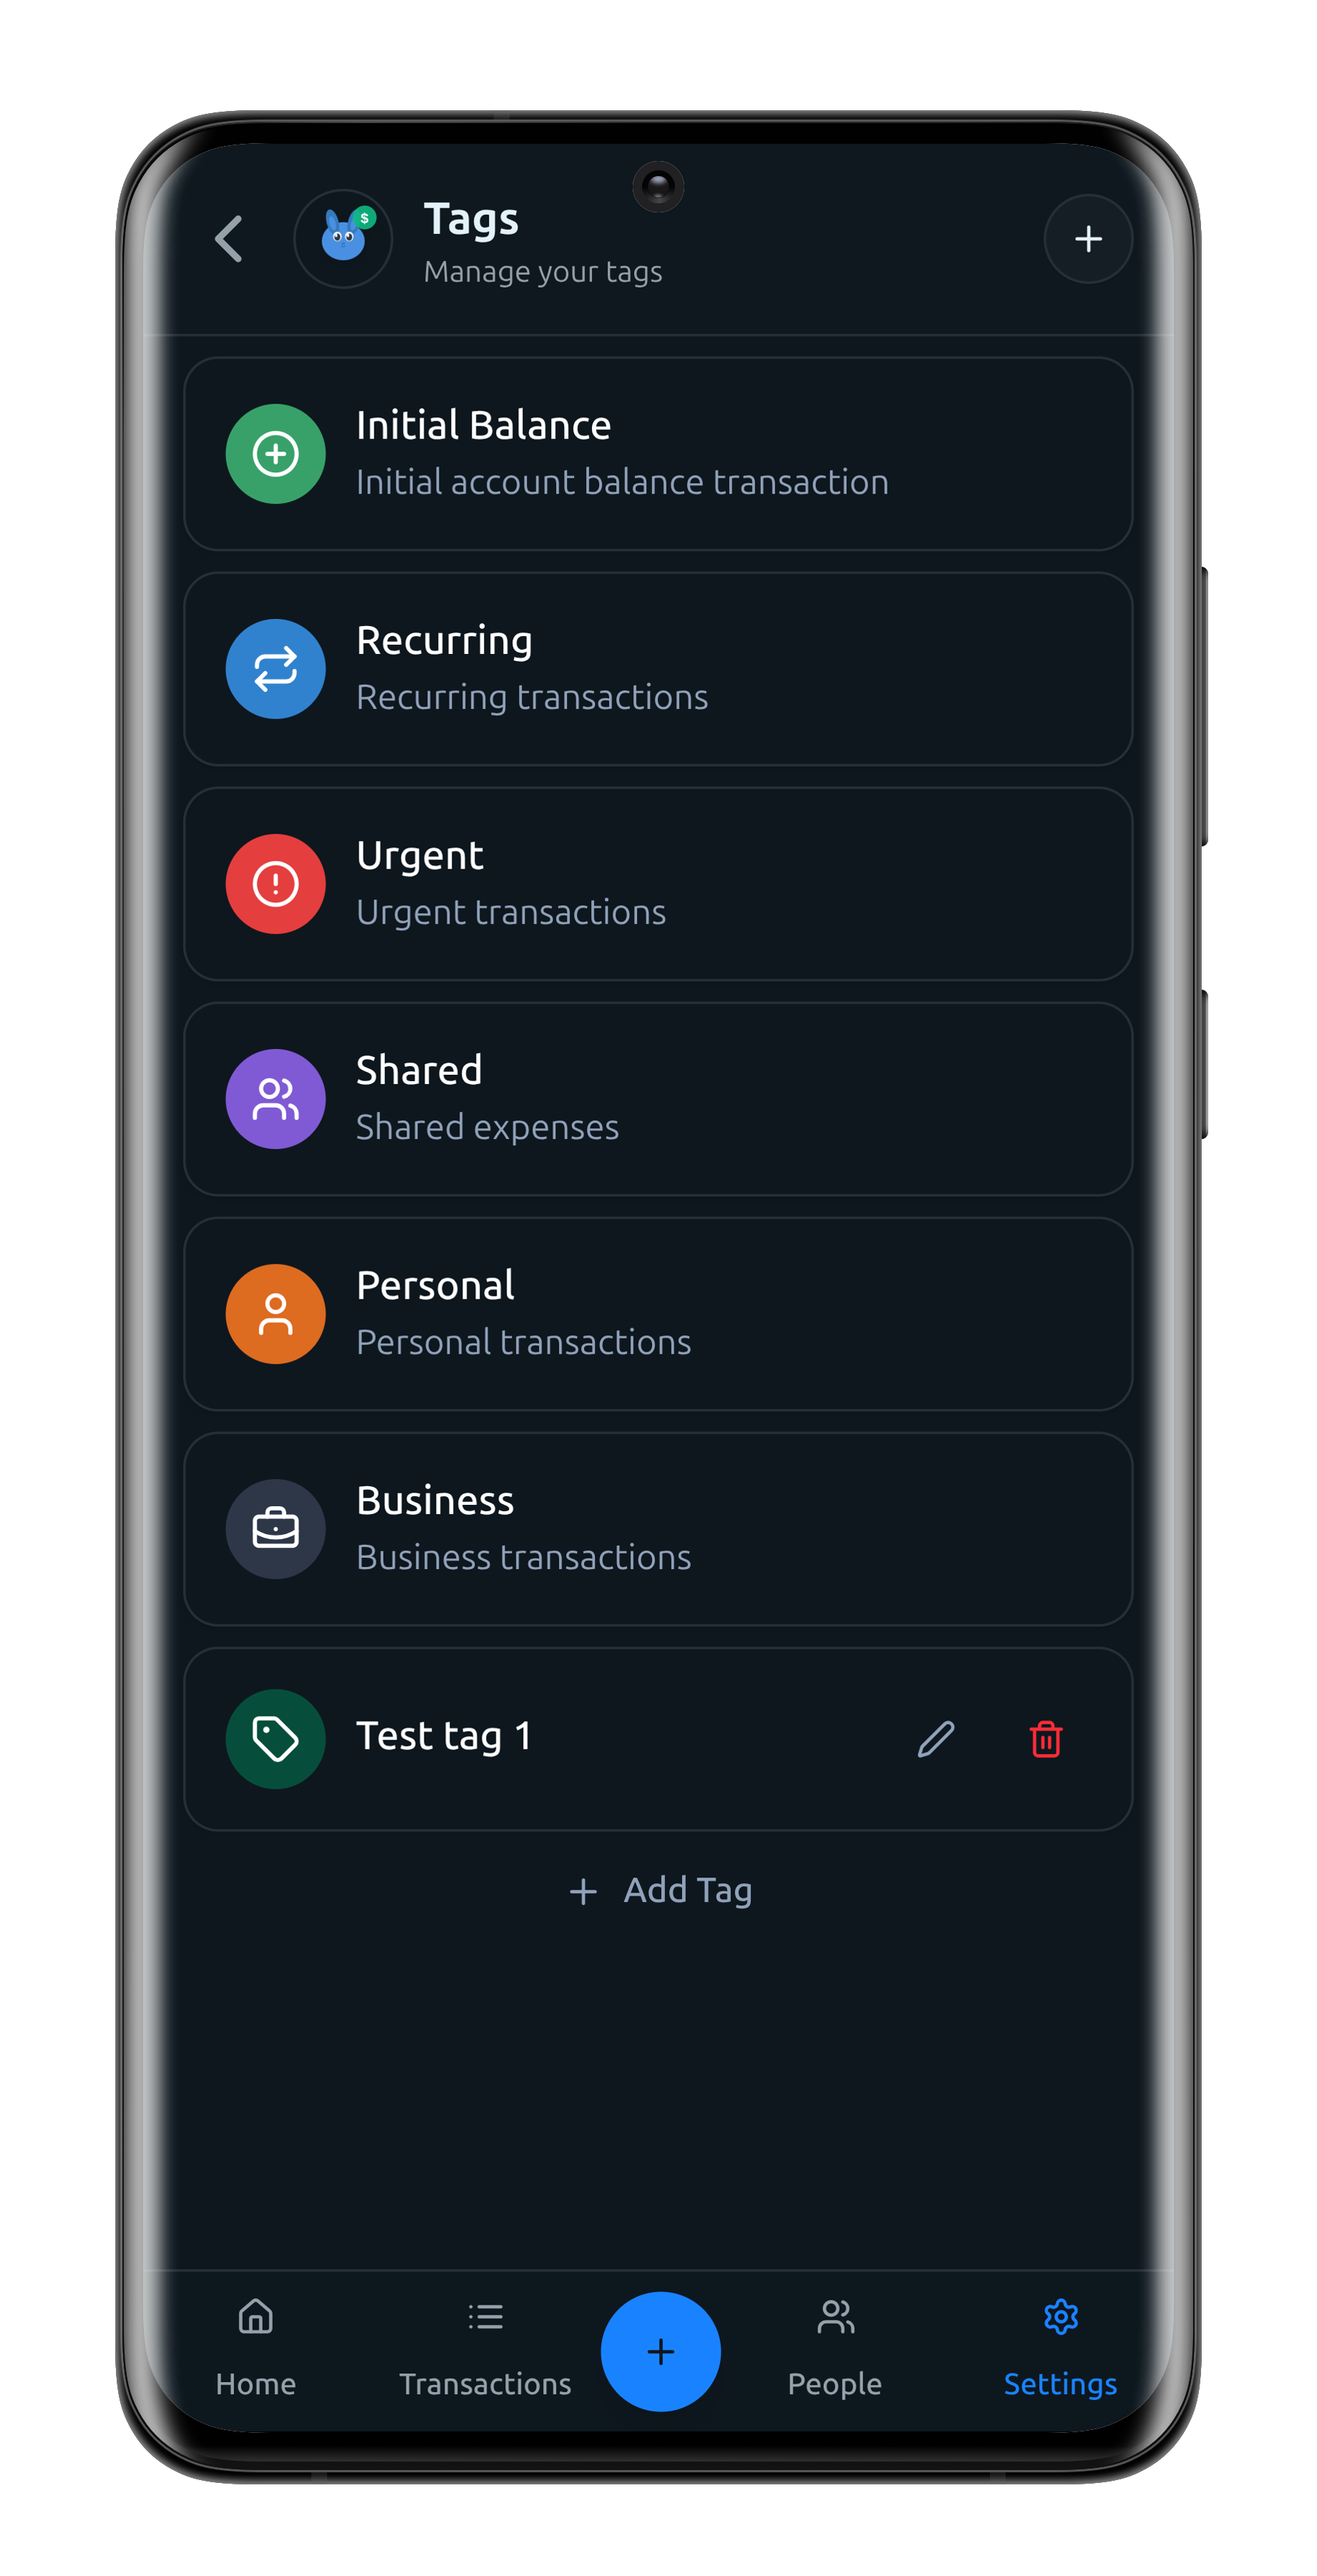 $
Tags
Manage your tags
Initial Balance
Initial account balance transaction
Recurring
Recurring transactions
Urgent
Urgent transactions
Shared
Shared expenses
Personal
Personal transactions
Business
Business transactions
Test tag 1
+ Add Tag
Home
Transactions
People
Settings